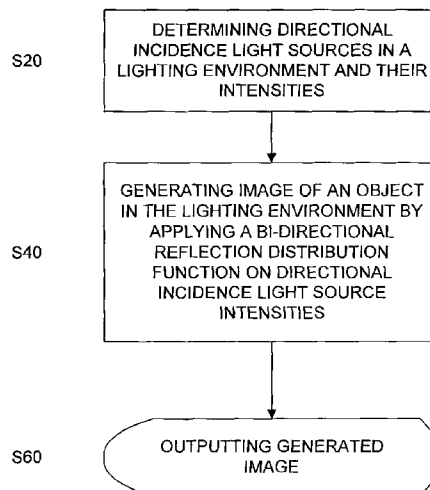 S20
DETERMINING DIRECTIONAL
INCIDENCE LIGHT SOURCES IN A
LIGHTING ENVIRONMENT AND THEIR
INTENSITIES
S40
GENERATING IMAGE OF AN OBJECT
IN THE LIGHTING ENVIRONMENT BY
APPLYING A BI-DIRECTIONAL
REFLECTION DISTRIBUTION
FUNCTION ON DIRECTIONAL
INCIDENCE LIGHT SOURCE
INTENSITIES
S60
OUTPUTTING GENERATED
IMAGE